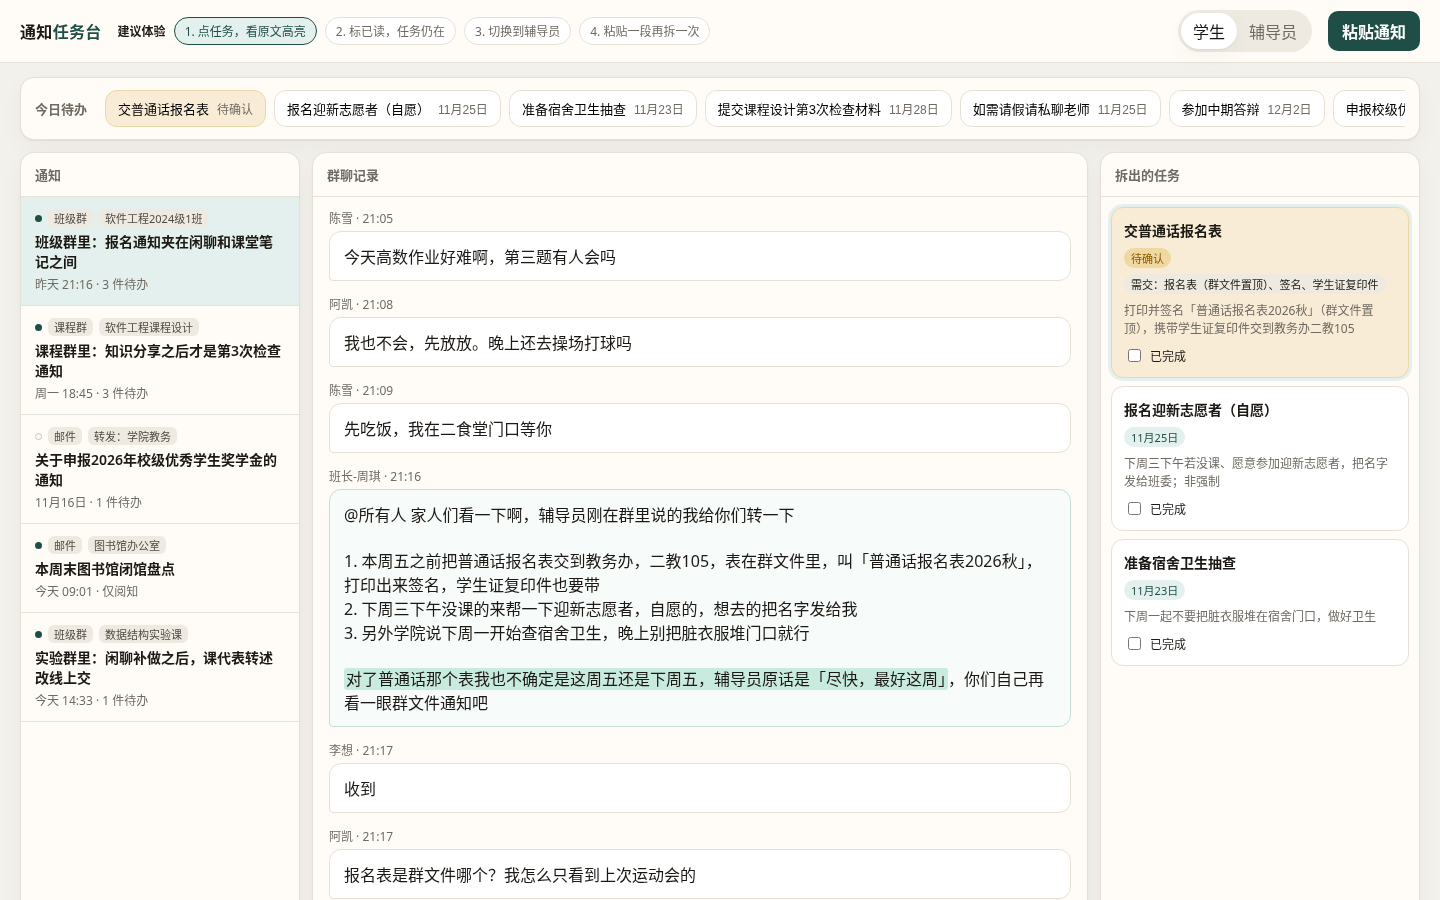 通知任务台 建议体验 1. 点任务，看原文高亮 2. 标已读，任务仍在 3. 切换到辅导员 4. 粘贴一段再拆一次 学生 辅导员 粘贴通知
今日待办 交普通话报名表 待确认 报名迎新志愿者（自愿） 11月25日 准备宿舍卫生抽查 11月23日 提交课程设计第3次检查材料 11月28日 如需请假请私聊老师 11月25日 参加中期答辩 12月2日 申报校级优
通知
班级群 软件工程2024级1班
班级群里：报名通知夹在闲聊和课堂笔
记之间
昨天 21:16 · 3 件待办
课程群 软件工程课程设计
课程群里：知识分享之后才是第3次检查
通知
周一 18:45 · 3 件待办
邮件 转发：学院教务
关于申报2026年校级优秀学生奖学金的
通知
11月16日 · 1 件待办
邮件 图书馆办公室
本周末图书馆闭馆盘点
今天 09:01 · 仅阅知
班级群 数据结构实验课
实验群里：闲聊补做之后，课代表转述
改线上交
今天 14:33 · 1 件待办
群聊记录
陈雪 · 21:05
今天高数作业好难啊，第三题有人会吗
阿凯 · 21:08
我也不会，先放放。晚上还去操场打球吗
陈雪 · 21:09
先吃饭，我在二食堂门口等你
班长-周琪 · 21:16
@所有人 家人们看一下啊，辅导员刚在群里说的我给你们转一下
1. 本周五之前把普通话报名表交到教务办，二教105，表在群文件里，叫「普通话报名表2026秋」，
打印出来签名，学生证复印件也要带
2. 下周三下午没课的来帮一下迎新志愿者，自愿的，想去的把名字发给我
3. 另外学院说下周一开始查宿舍卫生，晚上别把脏衣服堆门口就行
对了普通话那个表我也不确定是这周五还是下周五，辅导员原话是「尽快，最好这周」，你们自己再
看一眼群文件通知吧
李想 · 21:17
收到
阿凯 · 21:17
报名表是群文件哪个？我怎么只看到上次运动会的
拆出的任务
交普通话报名表
待确认
需交：报名表（群文件置顶）、签名、学生证复印件
打印并签名「普通话报名表2026秋」（群文件置
顶），携带学生证复印件交到教务办二教105
已完成
报名迎新志愿者（自愿）
11月25日
下周三下午若没课、愿意参加迎新志愿者，把名字
发给班委；非强制
已完成
准备宿舍卫生抽查
11月23日
下周一起不要把脏衣服堆在宿舍门口，做好卫生
已完成